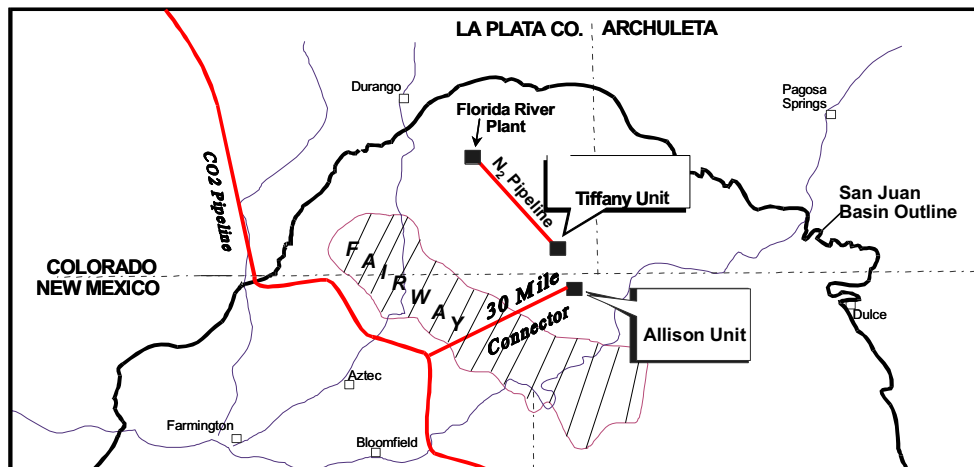 LA PLATA CO.
ARCHULETA
Durango
Pagosa
Springs
Florida River
Plant
CO2 Pipeline
N2 Pipeline
Tiffany Unit
San Juan
Basin Outline
COLORADO
NEW MEXICO
FAIRWAY
30 Mile
Connector
Allison Unit
Dulce
Aztec
Farmington
Bloomfield